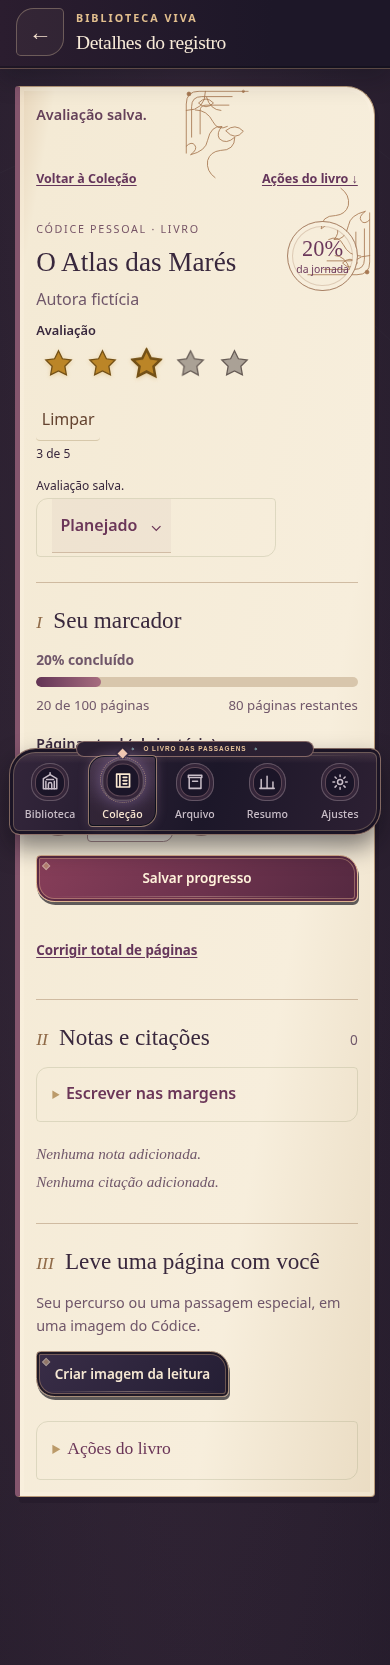 BIBLIOTECA VIVA
Detalhes do registro
Avaliação salva.
Voltar à Coleção
Ações do livro ↓
CÓDICE PESSOAL · LIVRO
O Atlas das Marés
20%
da jornada
Autora fictícia
Avaliação
Limpar
3 de 5
Avaliação salva.
Planejado
I Seu marcador
20% concluído
20 de 100 páginas
80 páginas restantes
O LIVRO DAS PASSAGENS
Biblioteca
Coleção
Arquivo
Resumo
Ajustes
Salvar progresso
Corrigir total de páginas
II Notas e citações
0
Escrever nas margens
Nenhuma nota adicionada.
Nenhuma citação adicionada.
III Leve uma página com você
Seu percurso ou uma passagem especial, em
uma imagem do Códice.
Criar imagem da leitura
Ações do livro